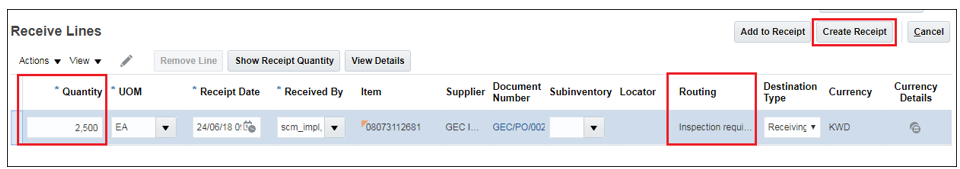 Receive Lines
Add to Receipt Create Receipt Cancel
Actions View Remove Line Show Receipt Quantity View Details
* Quantity * UOM * Receipt Date * Received By Item Supplier Document Number Subinventory Locator Routing Destination Type Currency Currency Details
2,500 EA 24/06/18 scm_impl, 08073112681 GEC I... GEC/PO/002 Inspection requi... Receiving KWD